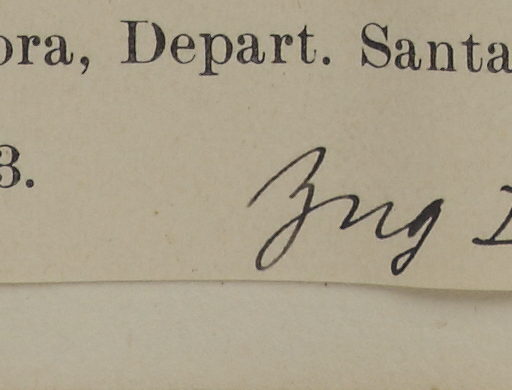 ora, Depart. Santa
3.
Zug I